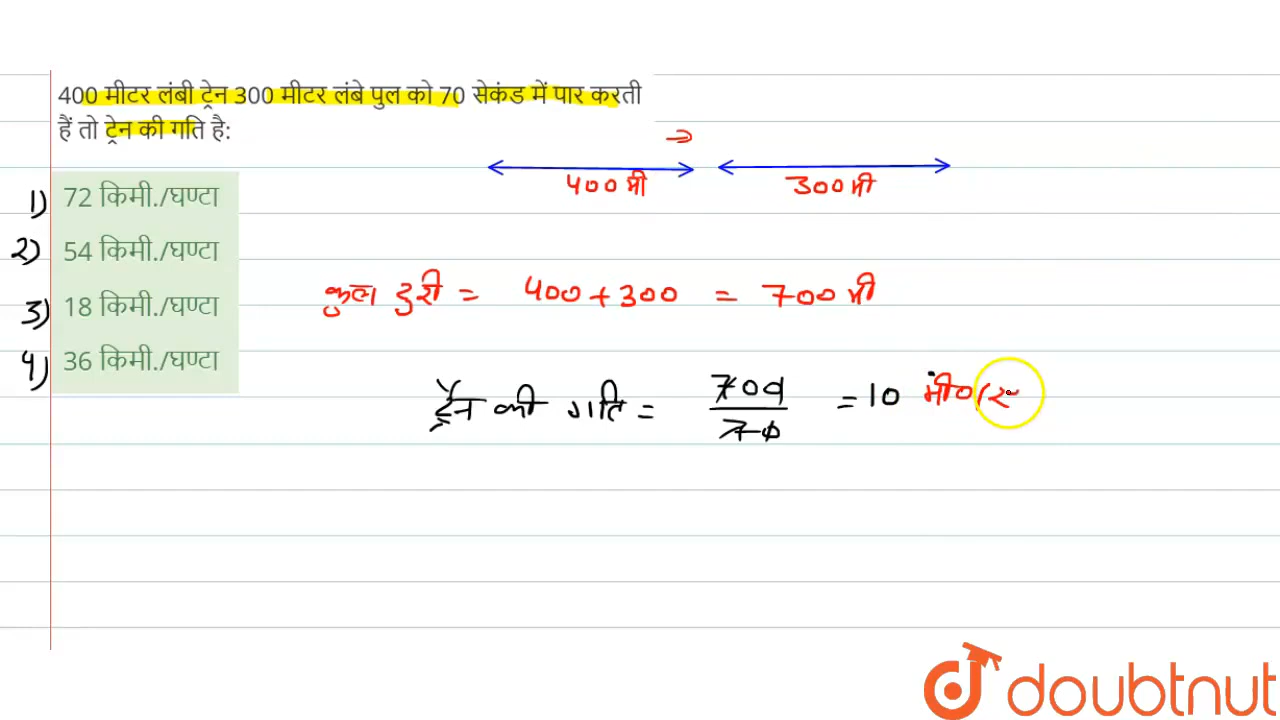 400 मीटर लंबी ट्रेन 300 मीटर लंबे पुल को 70 सेकंड में पार करती
हैं तो ट्रेन की गति है:
400 मी 300 मी
1) 72 किमी./घण्टा
2) 54 किमी./घण्टा
3) 18 किमी./घण्टा
4) 36 किमी./घण्टा
कुल दुरी = 400 + 300 = 700 मी
ट्रेन की गति = 700/70 = 10 मी०/
doubtnut